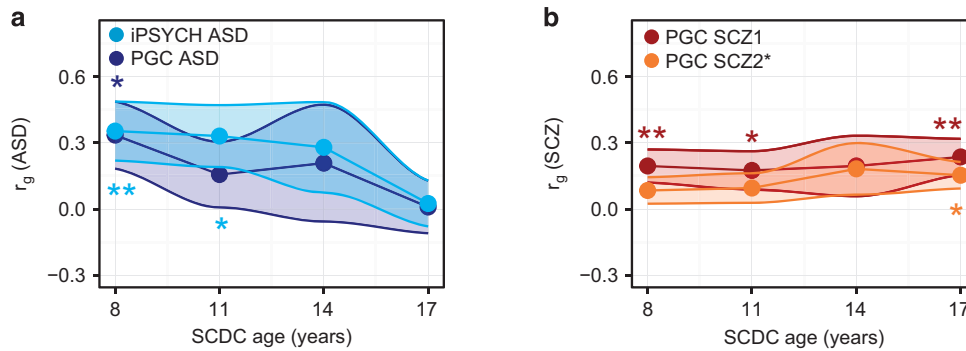 a
iPSYCH ASD
PGC ASD
*
**
*
0.6
0.3
0.0
−0.3
r_g (ASD)
8 11 14 17
SCDC age (years)
b
PGC SCZ1
PGC SCZ2*
**
*
**
*
0.6
0.3
0.0
−0.3
r_g (SCZ)
8 11 14 17
SCDC age (years)